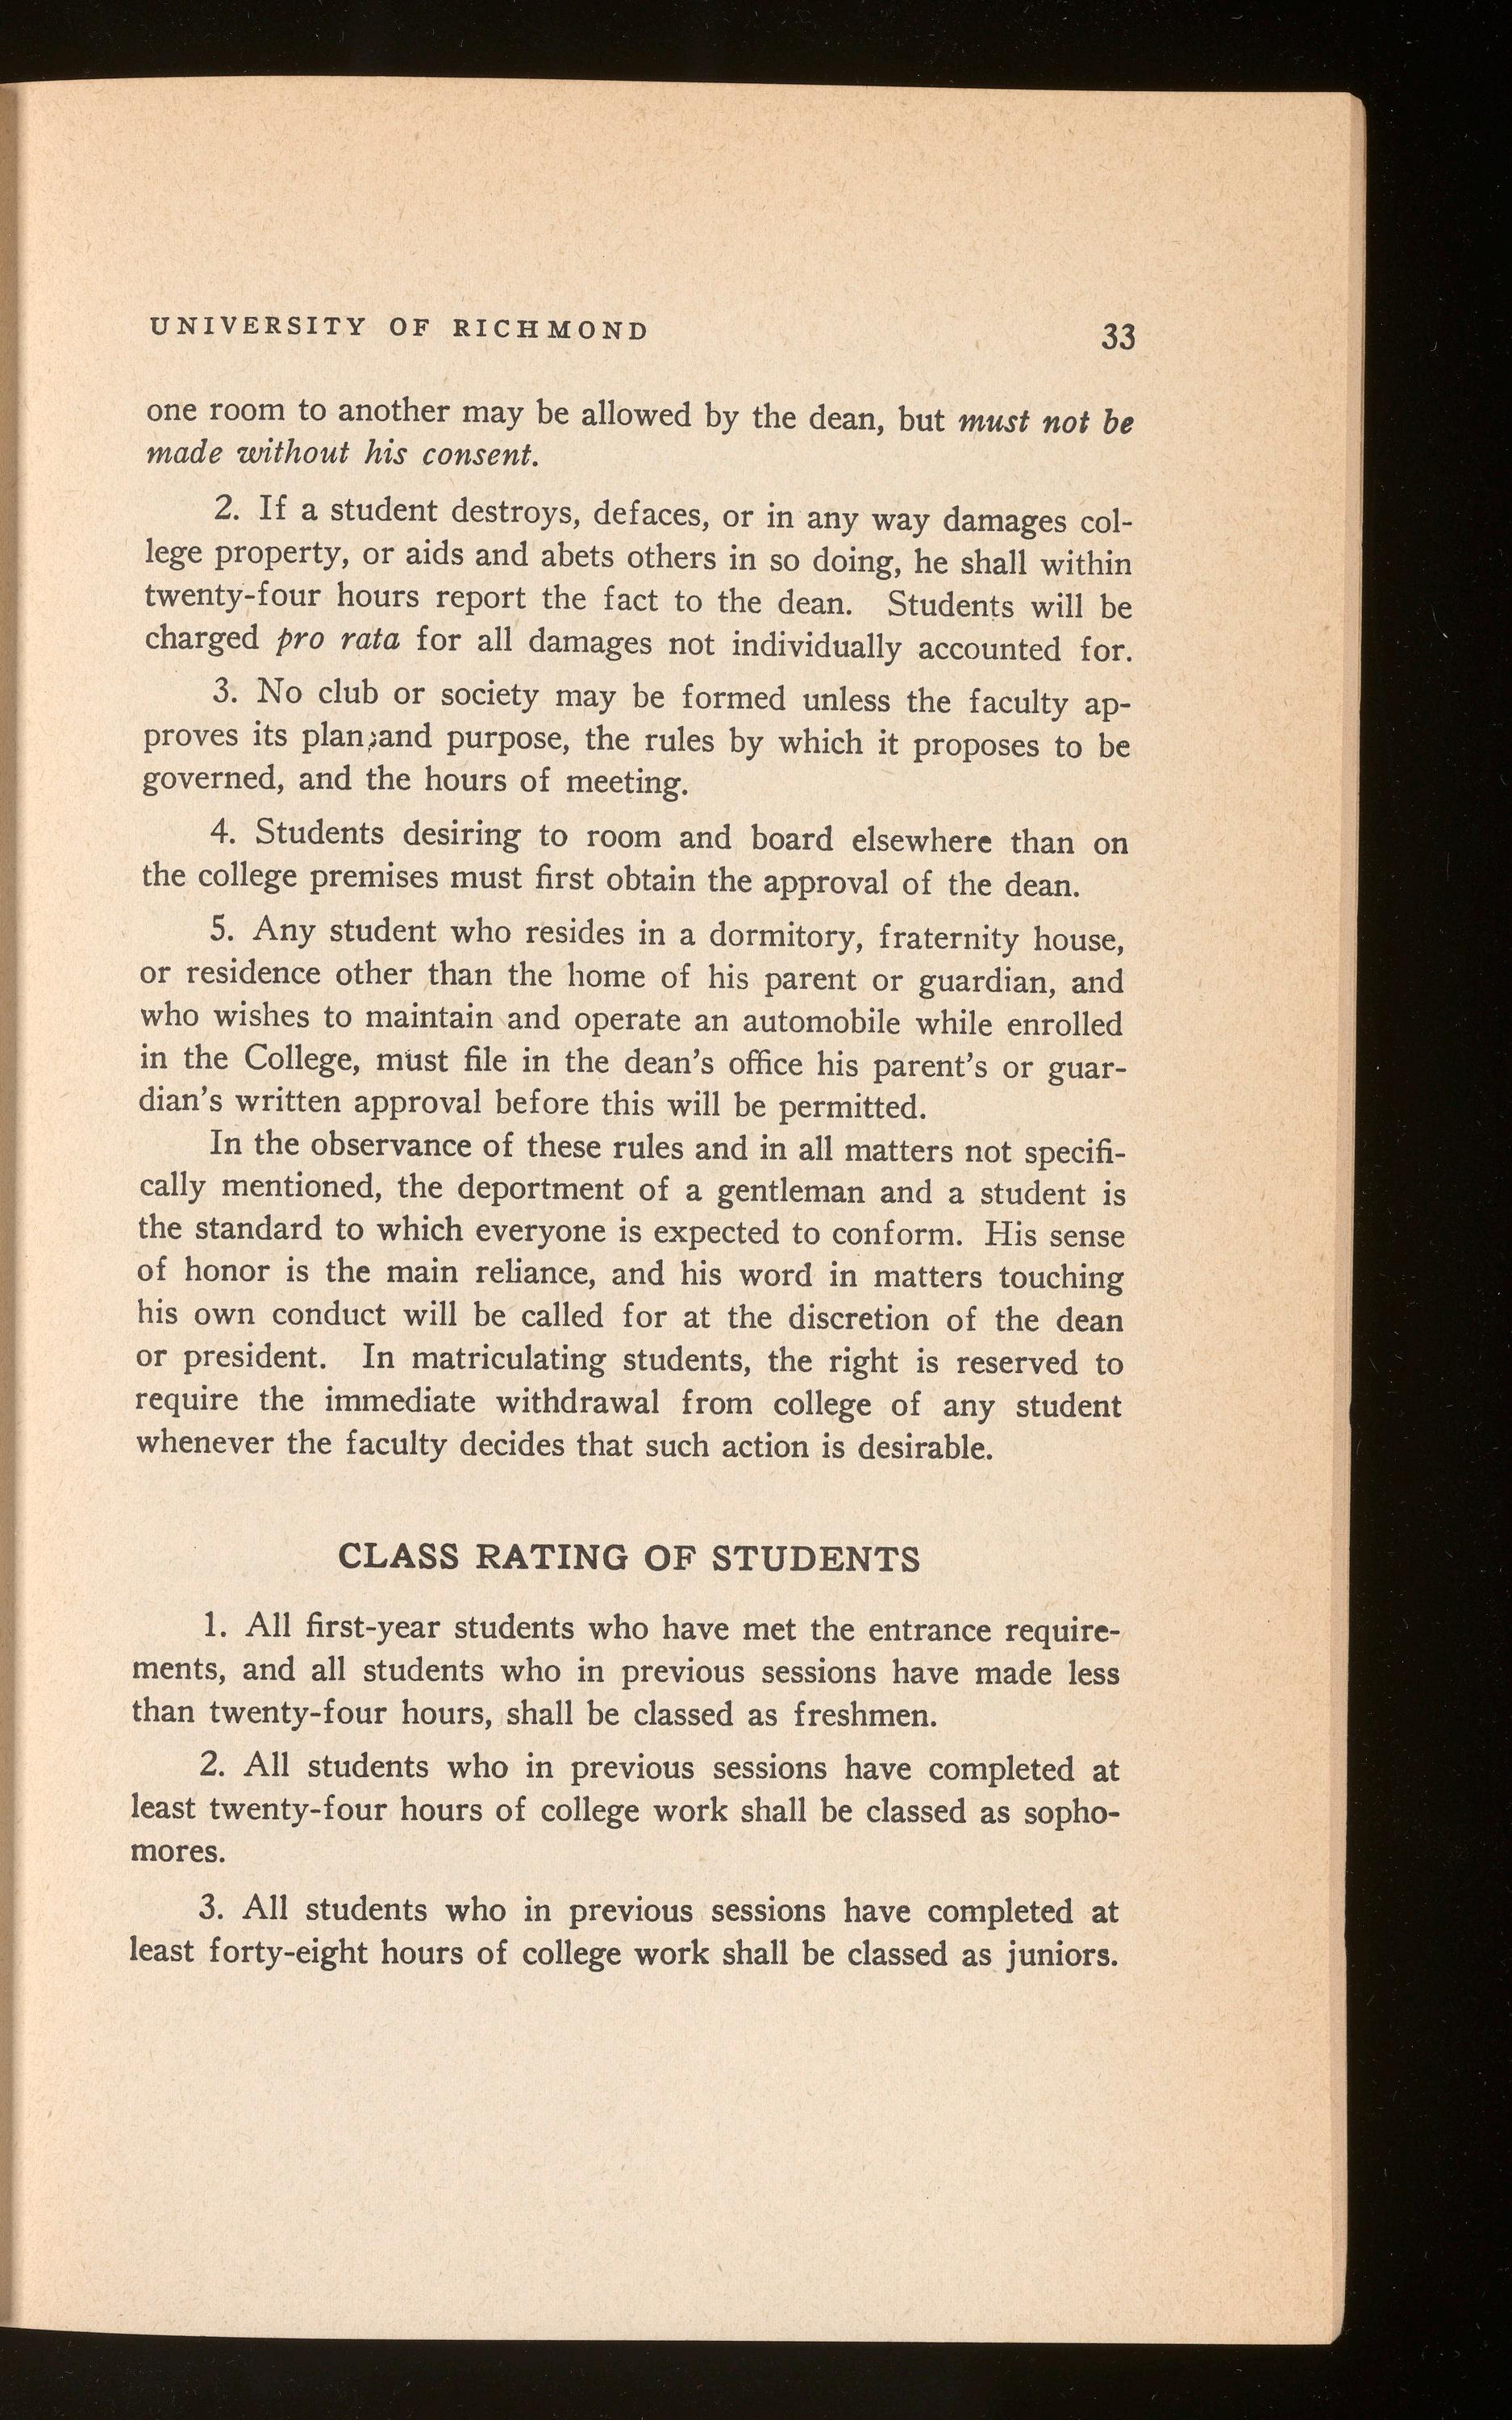 UNIVERSITY OF RICHMOND 33
one room to another may be allowed by the dean, but must not be
made without his consent.
2. If a student destroys, defaces, or in any way damages col-
lege property, or aids and abets others in so doing, he shall within
twenty-four hours report the fact to the dean. Students will be
charged pro rata for all damages not individually accounted for.
3. No club or society may be formed unless the faculty ap-
proves its plan and purpose, the rules by which it proposes to be
governed, and the hours of meeting.
4. Students desiring to room and board elsewhere than on
the college premises must first obtain the approval of the dean.
5. Any student who resides in a dormitory, fraternity house,
or residence other than the home of his parent or guardian, and
who wishes to maintain and operate an automobile while enrolled
in the College, must file in the dean's office his parent's or guar-
dian's written approval before this will be permitted.
In the observance of these rules and in all matters not specifi-
cally mentioned, the deportment of a gentleman and a student is
the standard to which everyone is expected to conform. His sense
of honor is the main reliance, and his word in matters touching
his own conduct will be called for at the discretion of the dean
or president. In matriculating students, the right is reserved to
require the immediate withdrawal from college of any student
whenever the faculty decides that such action is desirable.
CLASS RATING OF STUDENTS
1. All first-year students who have met the entrance require-
ments, and all students who in previous sessions have made less
than twenty-four hours, shall be classed as freshmen.
2. All students who in previous sessions have completed at
least twenty-four hours of college work shall be classed as sopho-
mores.
3. All students who in previous sessions have completed at
least forty-eight hours of college work shall be classed as juniors.